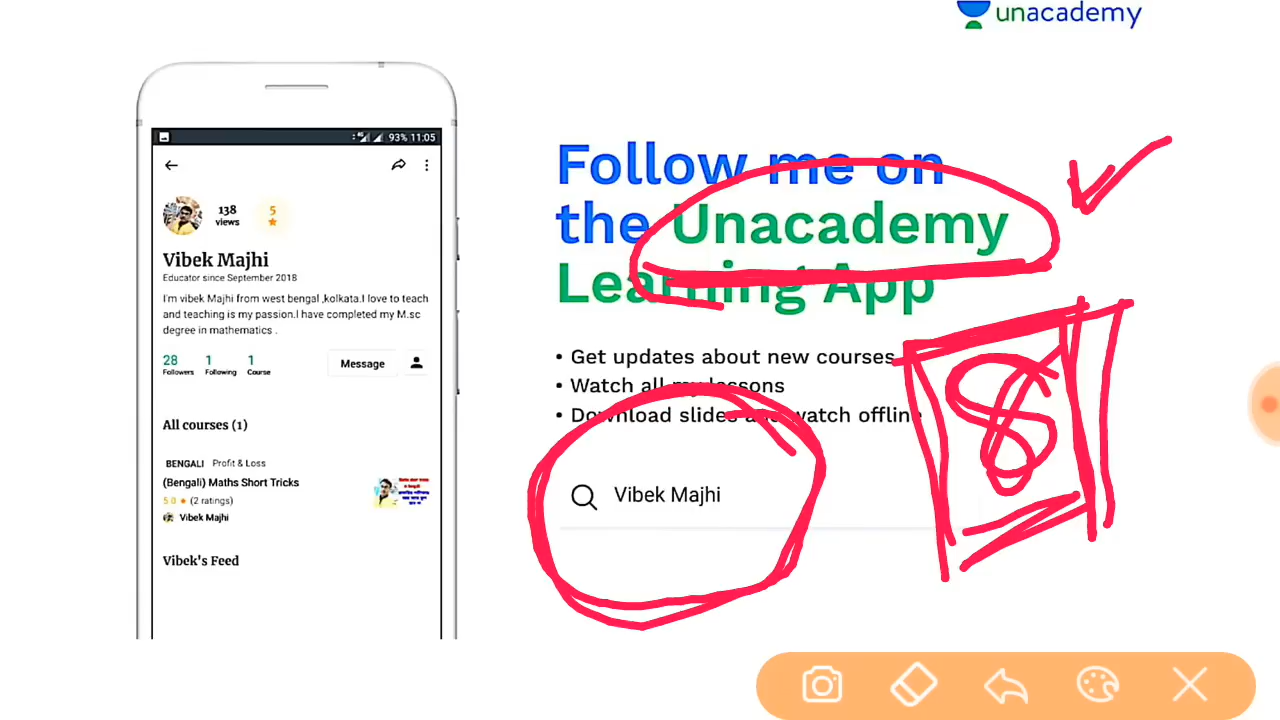 unacademy
93% 11:05
138
views
5
Vibek Majhi
Educator since September 2018
I'm vibek Majhi from west bengal ,kolkata.I love to teach
and teaching is my passion.I have completed my M.sc
degree in mathematics .
28
Followers
1
Following
1
Course
Message
All courses (1)
BENGALI Profit & Loss
(Bengali) Maths Short Tricks
5.0 ★ (2 ratings)
Vibek Majhi
Vibek's Feed
Follow me on
the Unacademy
Learning App
• Get updates about new courses
• Watch all my lessons
• Download slides and watch offline
Vibek Majhi
8